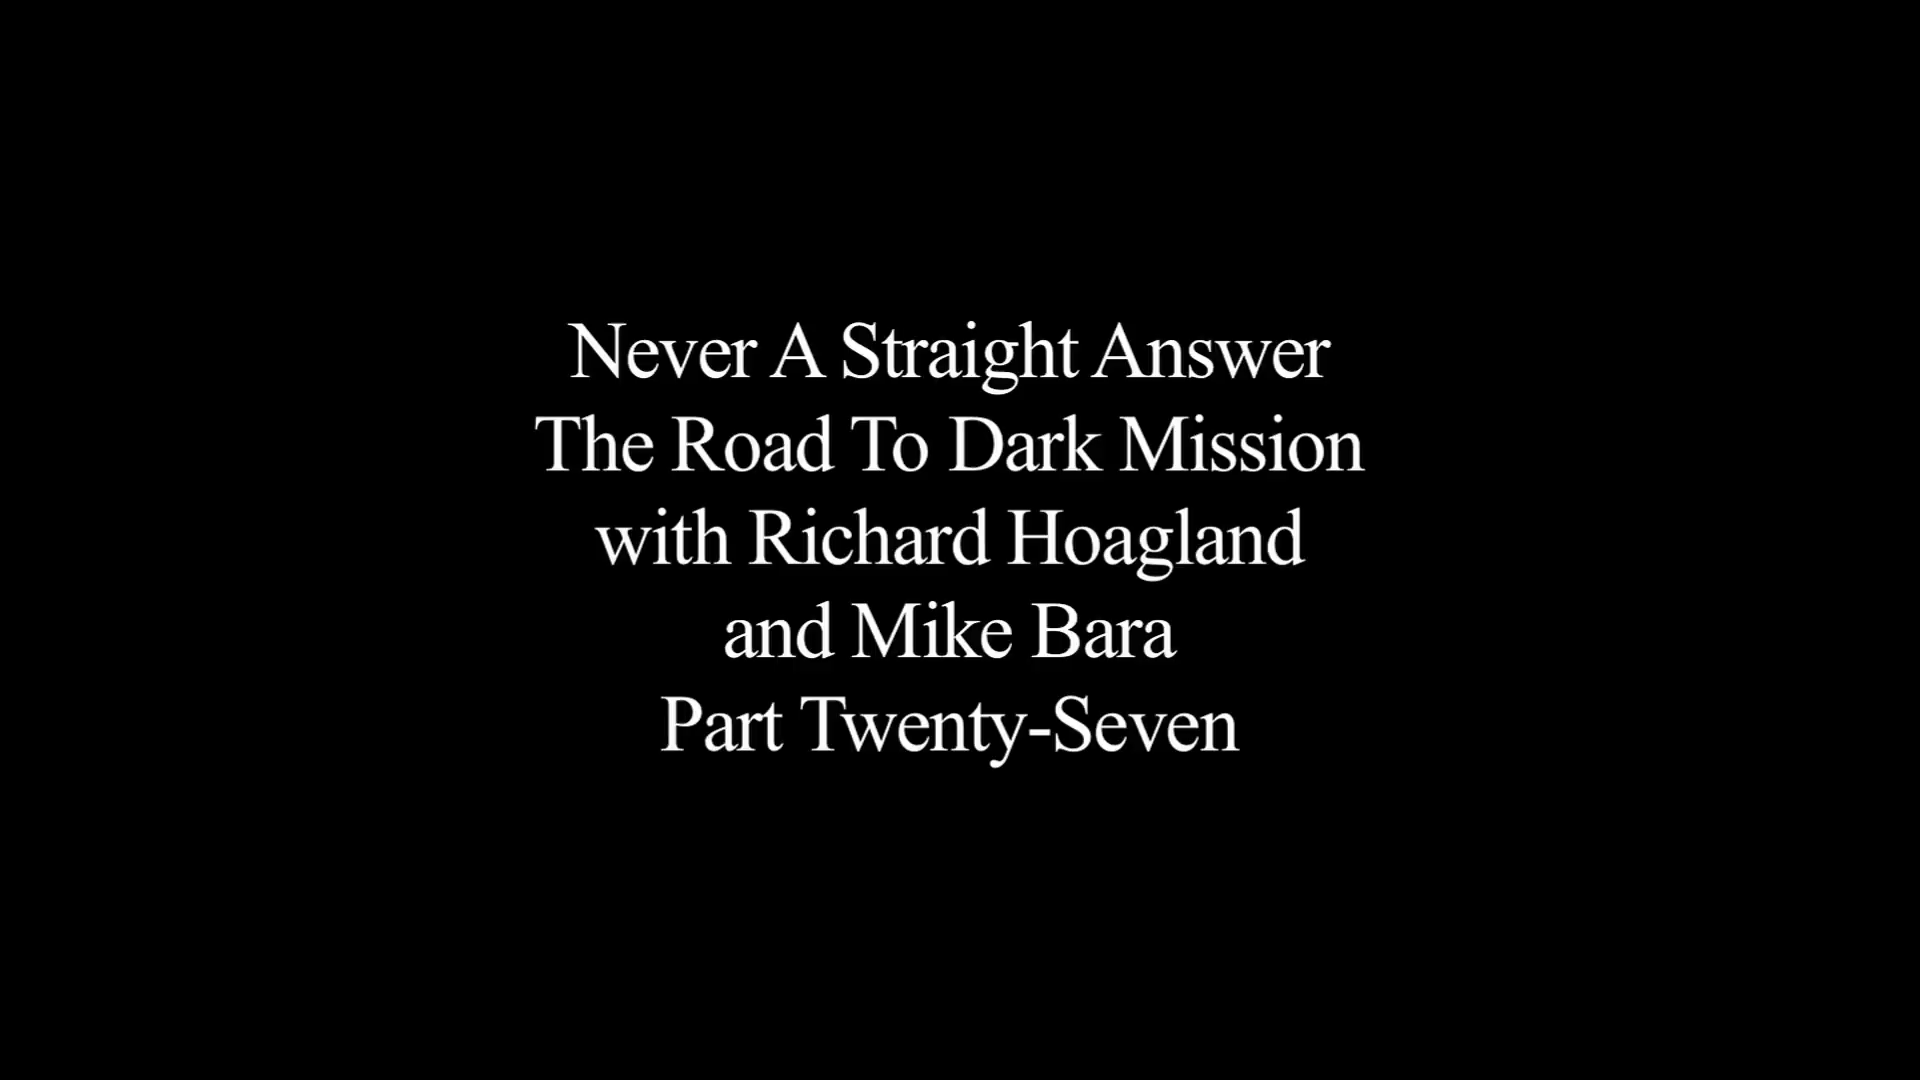 Never A Straight Answer
The Road To Dark Mission
with Richard Hoagland
and Mike Bara
Part Twenty-Seven